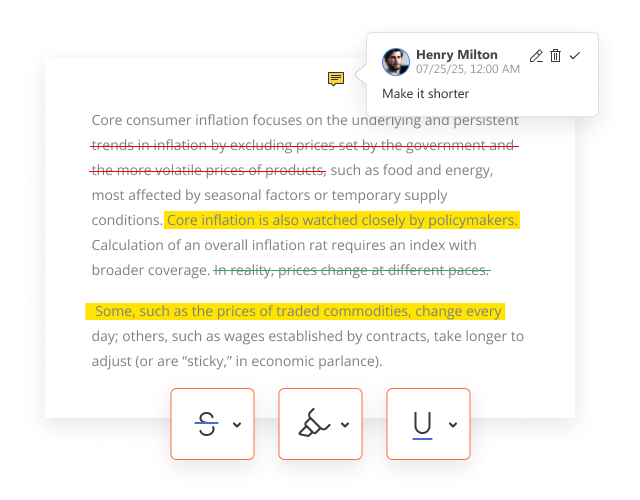 Henry Milton
07/25/25, 12:00 AM
Make it shorter
Core consumer inflation focuses on the underlying and persistent
trends in inflation by excluding prices set by the government and
the more volatile prices of products, such as food and energy,
most affected by seasonal factors or temporary supply
conditions. Core inflation is also watched closely by policymakers.
Calculation of an overall inflation rat requires an index with
broader coverage. In reality, prices change at different paces.
Some, such as the prices of traded commodities, change every
day; others, such as wages established by contracts, take longer to
adjust (or are “sticky,” in economic parlance).
S
U